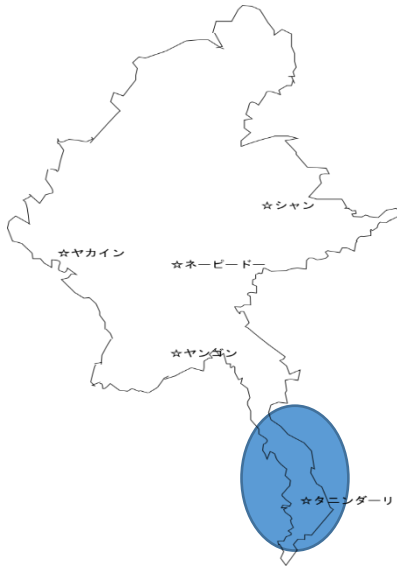 ☆シャン
☆ヤカイン
☆ネーピードー
☆ヤンゴン
☆タニンダーリ